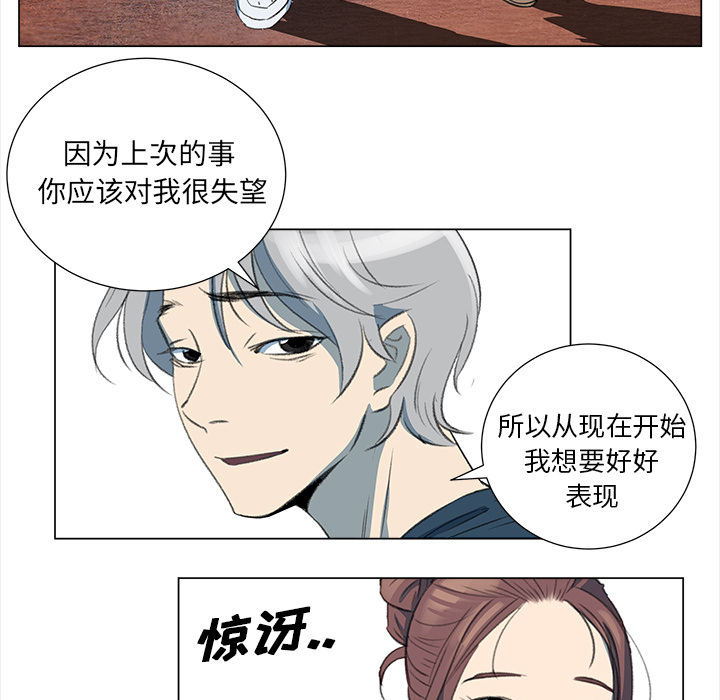 因为上次的事
你应该对我很失望
所以从现在开始
我想要好好
表现
惊讶..